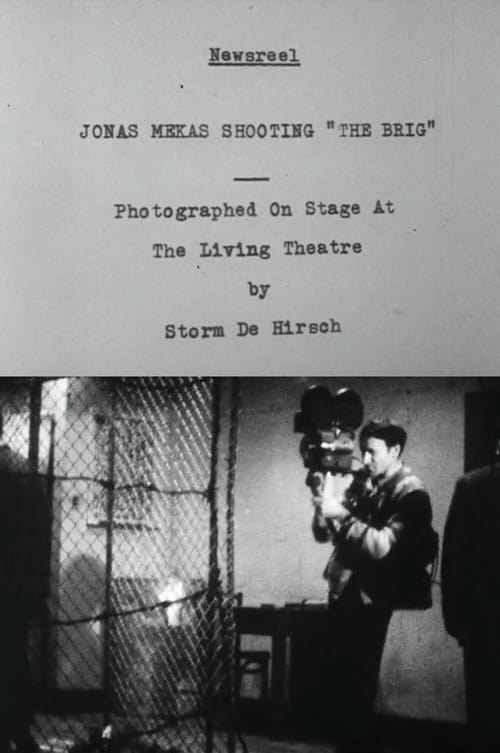 Newsreel
JONAS MEKAS SHOOTING "THE BRIG"
Photographed On Stage At
The Living Theatre
by
Storm De Hirsch